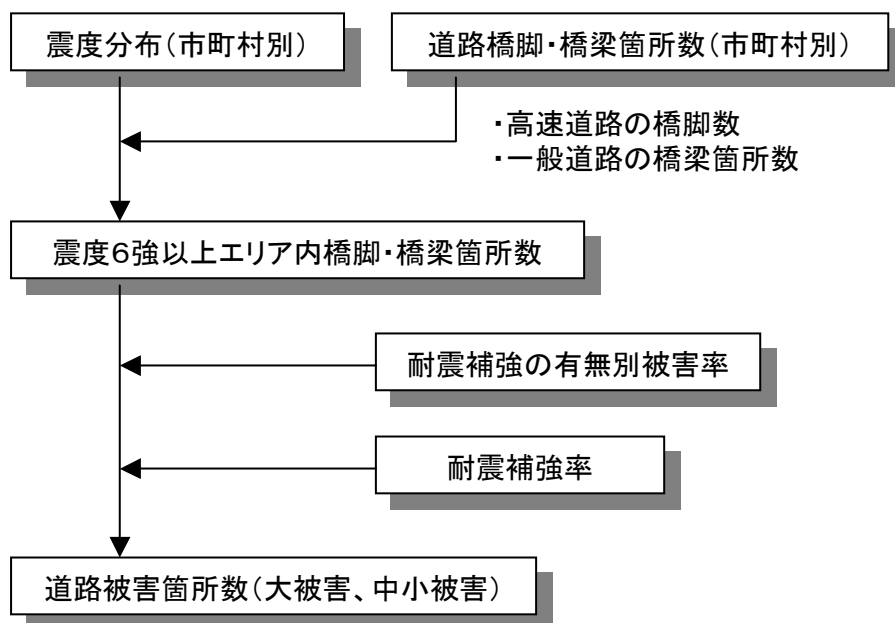 震度分布(市町村別)
道路橋脚・橋梁箇所数(市町村別)
・高速道路の橋脚数
・一般道路の橋梁箇所数
震度6強以上エリア内橋脚・橋梁箇所数
耐震補強の有無別被害率
耐震補強率
道路被害箇所数(大被害、中小被害)